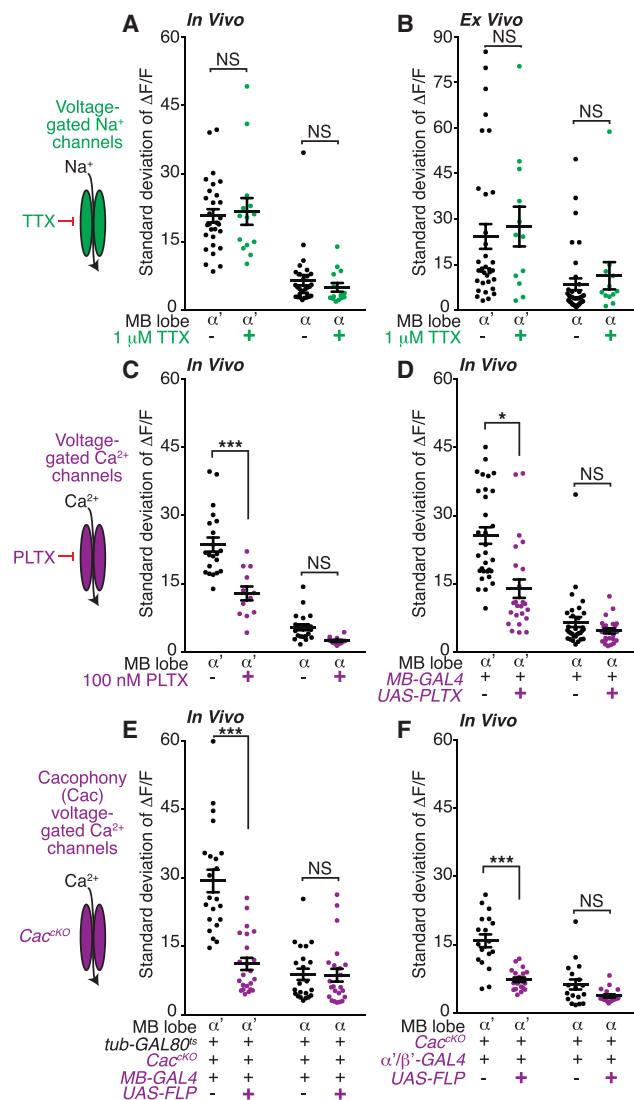 A In Vivo
Voltage-
gated Na⁺
channels
Na⁺
TTX
Standard deviation of ΔF/F
60
45
30
15
0
NS
NS
MB lobe α' α' α α
1 μM TTX - + - +
B Ex Vivo
Standard deviation of ΔF/F
90
75
60
45
30
15
0
NS
NS
MB lobe α' α' α α
1 μM TTX - + - +
C In Vivo
Voltage-
gated Ca²⁺
channels
Ca²⁺
PLTX
Standard deviation of ΔF/F
60
45
30
15
0
***
NS
MB lobe α' α' α α
100 nM PLTX - + - +
D In Vivo
Standard deviation of ΔF/F
60
45
30
15
0
*
NS
MB lobe α' α' α α
MB-GAL4 + + + +
UAS-PLTX - + - +
E In Vivo
Cacophony
(Cac)
voltage-
gated Ca²⁺
channels
Ca²⁺
Cac^cKO
Standard deviation of ΔF/F
60
45
30
15
0
***
NS
MB lobe α' α' α α
tub-GAL80^ts + + + +
Cac^cKO + + + +
MB-GAL4 + + + +
UAS-FLP - + - +
F In Vivo
Standard deviation of ΔF/F
60
45
30
15
0
***
NS
MB lobe α' α' α α
Cac^cKO + + + +
α'/β'-GAL4 + + + +
UAS-FLP - + - +